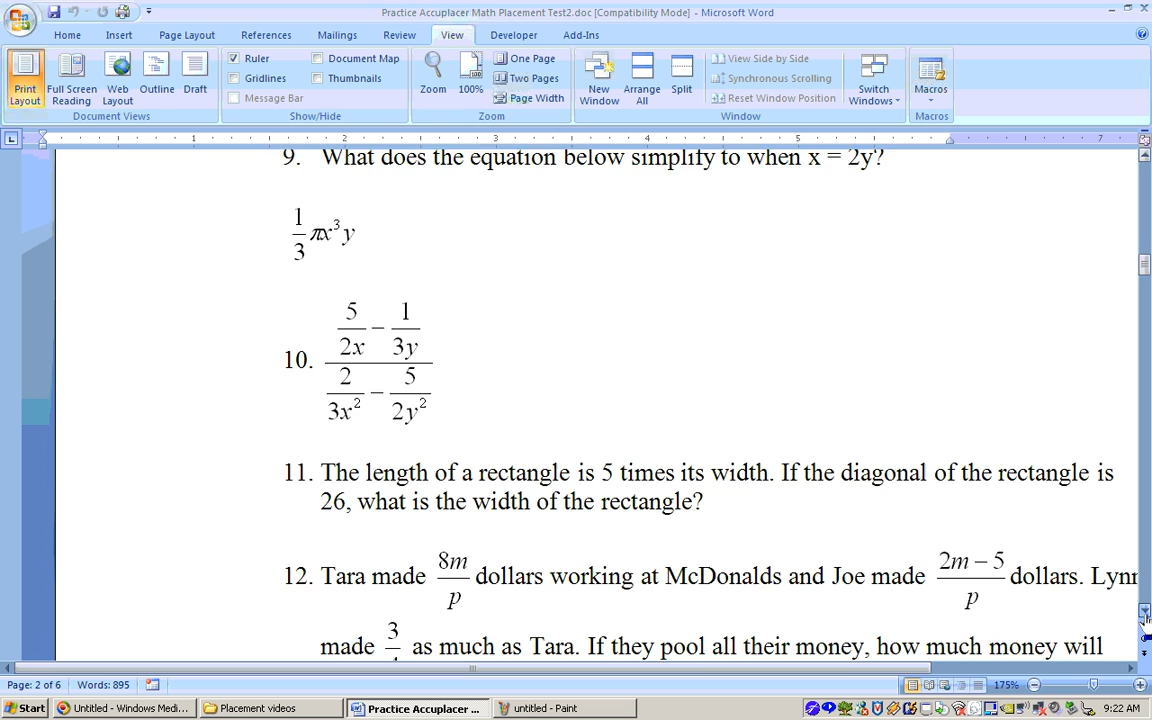 Practice Accuplacer Math Placement Test2.doc [Compatibility Mode] - Microsoft Word
Home Insert Page Layout References Mailings Review View Developer Add-Ins
Print Layout
Full Screen Reading
Web Layout
Outline
Draft
Document Views
Ruler
Gridlines
Message Bar
Document Map
Thumbnails
Show/Hide
Zoom
100%
One Page
Two Pages
Page Width
Zoom
New Window
Arrange All
Split
View Side by Side
Synchronous Scrolling
Reset Window Position
Window
Switch Windows
Macros
Macros
1 2 3 4 5 6 7
9. What does the equation below simplify to when x = 2y?
1/3 πx³y
10. (5/2x − 1/3y) / (2/3x² − 5/2y²)
11. The length of a rectangle is 5 times its width. If the diagonal of the rectangle is
26, what is the width of the rectangle?
12. Tara made 8m/p dollars working at McDonalds and Joe made 2m − 5/p dollars. Lynn
made 3/4 as much as Tara. If they pool all their money, how much money will
Page: 2 of 6 Words: 895 175%
Start Untitled - Windows Medi... Placement videos Practice Accuplacer ... untitled - Paint 9:22 AM